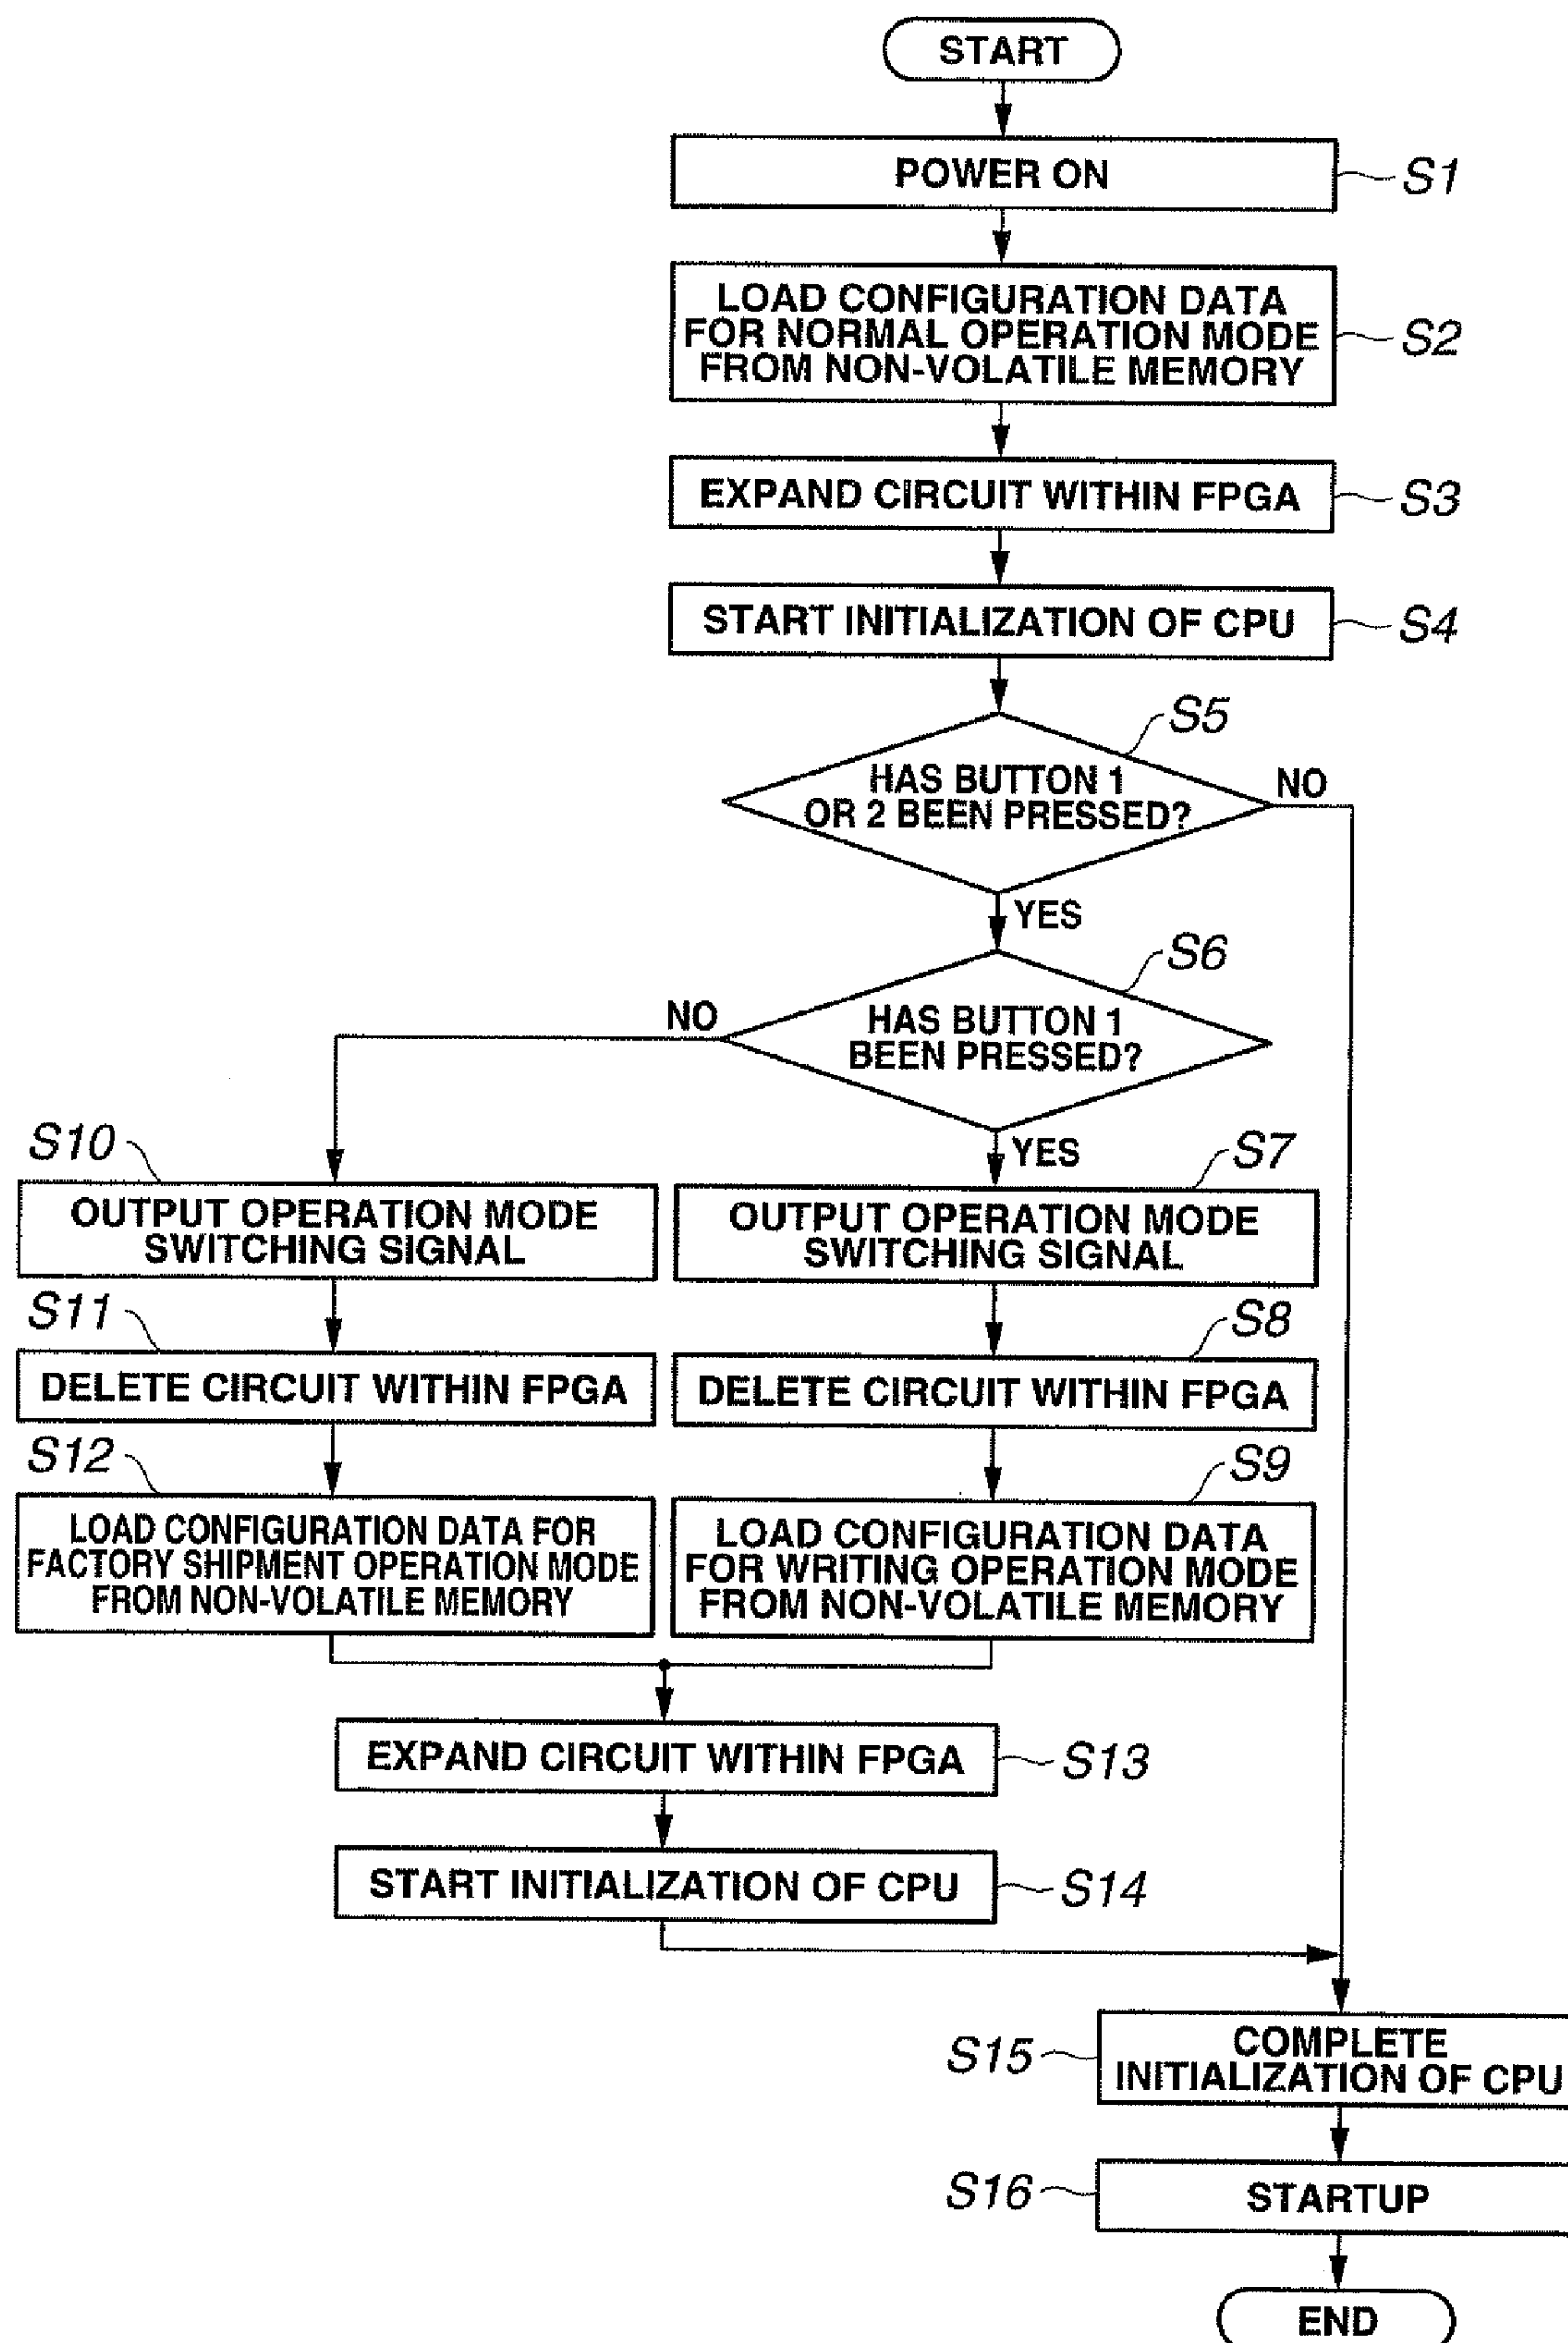 START
POWER ON
S1
LOAD CONFIGURATION DATA
FOR NORMAL OPERATION MODE
FROM NON-VOLATILE MEMORY
S2
EXPAND CIRCUIT WITHIN FPGA
S3
START INITIALIZATION OF CPU
S4
S5
HAS BUTTON 1
OR 2 BEEN PRESSED?
NO
YES
S6
HAS BUTTON 1
BEEN PRESSED?
NO
YES
S10
OUTPUT OPERATION MODE
SWITCHING SIGNAL
S7
OUTPUT OPERATION MODE
SWITCHING SIGNAL
S11
DELETE CIRCUIT WITHIN FPGA
S8
DELETE CIRCUIT WITHIN FPGA
S12
LOAD CONFIGURATION DATA FOR
FACTORY SHIPMENT OPERATION MODE
FROM NON-VOLATILE MEMORY
S9
LOAD CONFIGURATION DATA
FOR WRITING OPERATION MODE
FROM NON-VOLATILE MEMORY
EXPAND CIRCUIT WITHIN FPGA
S13
START INITIALIZATION OF CPU
S14
S15
COMPLETE
INITIALIZATION OF CPU
S16
STARTUP
END